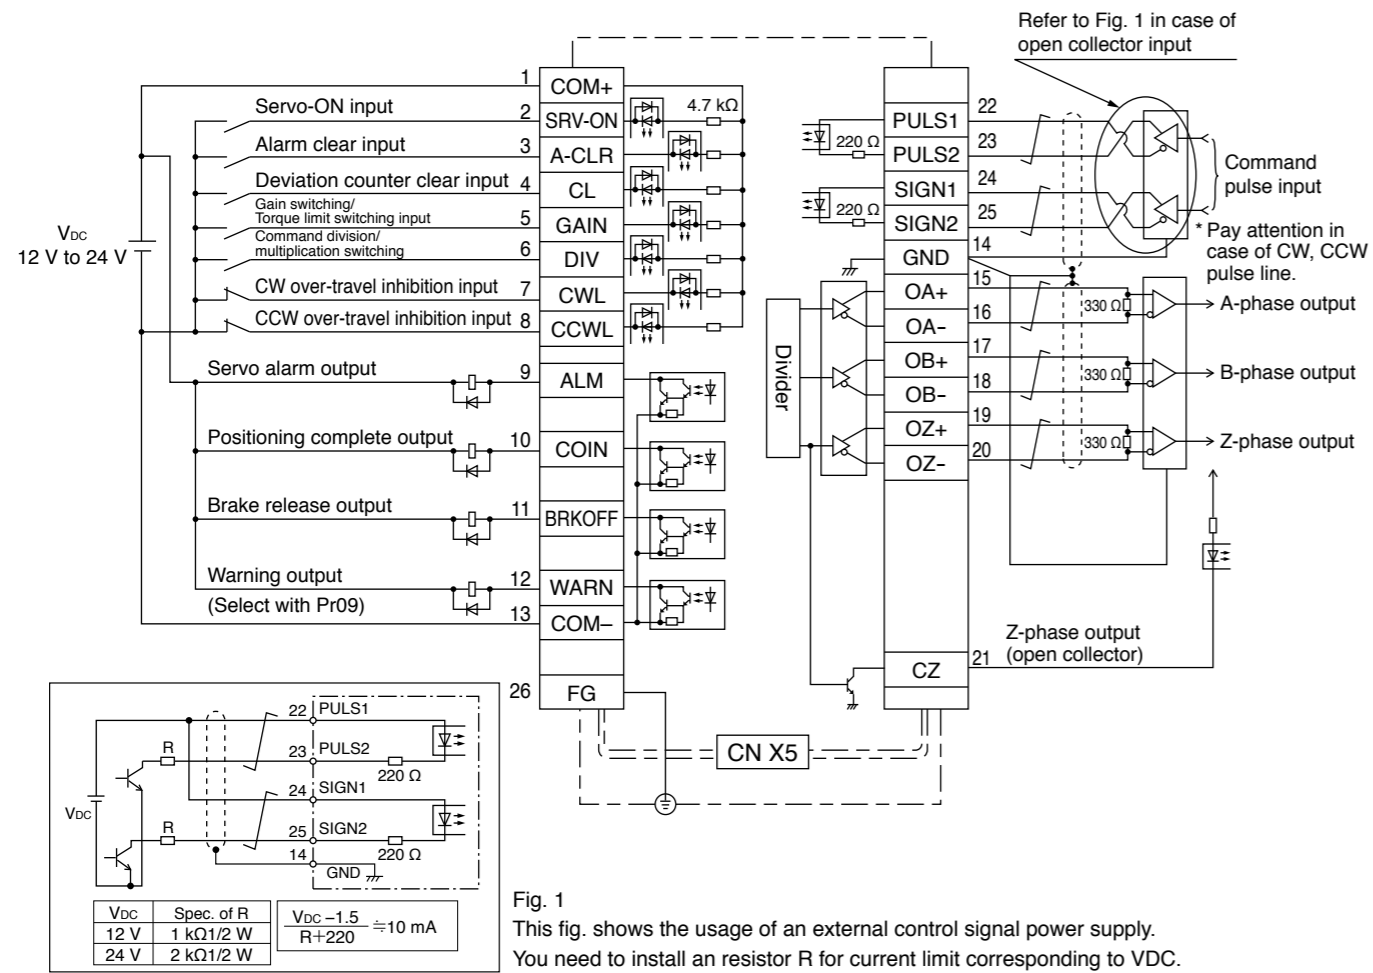 Refer to Fig. 1 in case of
open collector input
VDC
12 V to 24 V
Servo-ON input
Alarm clear input
Deviation counter clear input
Gain switching/
Torque limit switching input
Command division/
multiplication switching
CW over-travel inhibition input
CCW over-travel inhibition input
Servo alarm output
Positioning complete output
Brake release output
Warning output
(Select with Pr09)
1 COM+
2 SRV-ON
4.7 kΩ
3 A-CLR
4 CL
5 GAIN
6 DIV
7 CWL
8 CCWL
9 ALM
10 COIN
11 BRKOFF
12 WARN
13 COM–
26 FG
220 Ω
220 Ω
Divider
PULS1 22
PULS2 23
SIGN1 24
SIGN2 25
GND 14
OA+ 15
OA– 16
OB+ 17
OB– 18
OZ+ 19
OZ– 20
CZ 21
Command
pulse input
* Pay attention in
case of CW, CCW
pulse line.
330 Ω
A-phase output
330 Ω
B-phase output
330 Ω
Z-phase output
Z-phase output
(open collector)
CN X5
VDC
R
R
22 PULS1
23 PULS2
220 Ω
24 SIGN1
25 SIGN2
220 Ω
14 GND
VDC Spec. of R
12 V 1 kΩ1/2 W
24 V 2 kΩ1/2 W
VDC –1.5
R+220
≒10 mA
Fig. 1
This fig. shows the usage of an external control signal power supply.
You need to install an resistor R for current limit corresponding to VDC.